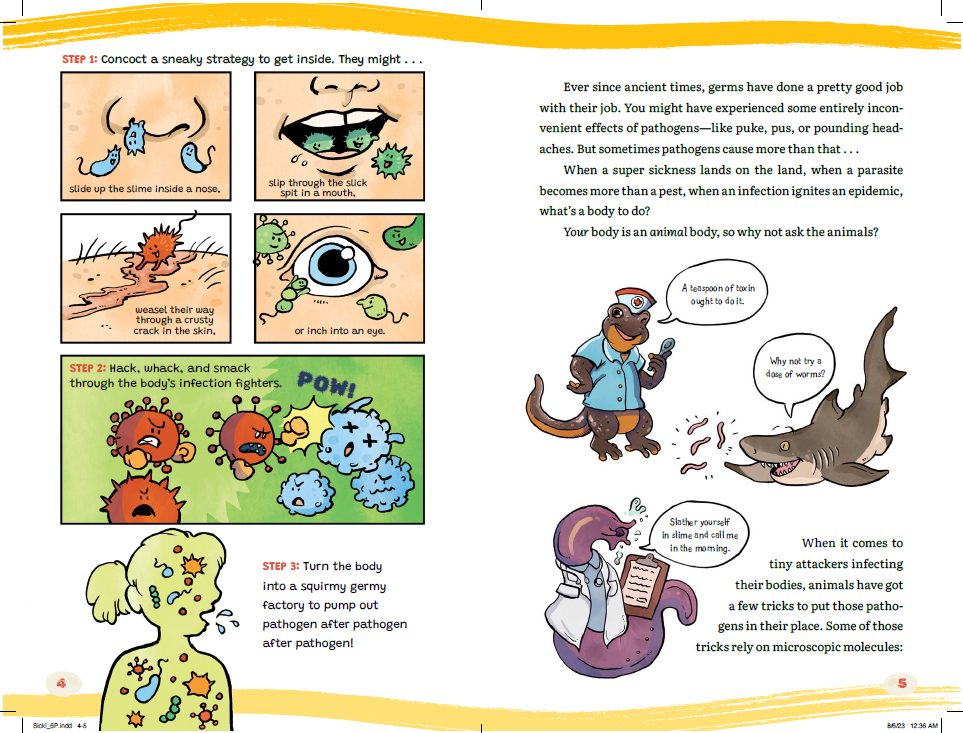 STEP 1: Concoct a sneaky strategy to get inside. They might . . .
slide up the slime inside a nose,
slip through the slick
spit in a mouth,
weasel their way
through a crusty
crack in the skin,
or inch into an eye.
STEP 2: Hack, whack, and smack
through the body's infection fighters.
POW!
STEP 3: Turn the body
into a squirmy germy
factory to pump out
pathogen after pathogen
after pathogen!
4
Sick!_6P.indd 4-5
Ever since ancient times, germs have done a pretty good job
with their job. You might have experienced some entirely incon-
venient effects of pathogens—like puke, pus, or pounding head-
aches. But sometimes pathogens cause more than that . . .
When a super sickness lands on the land, when a parasite
becomes more than a pest, when an infection ignites an epidemic,
what's a body to do?
Your body is an animal body, so why not ask the animals?
A teaspoon of toxin
ought to do it.
Why not try a
dose of worms?
Slather yourself
in slime and call me
in the morning.
When it comes to
tiny attackers infecting
their bodies, animals have got
a few tricks to put those patho-
gens in their place. Some of those
tricks rely on microscopic molecules:
5
8/5/23 12:36 AM